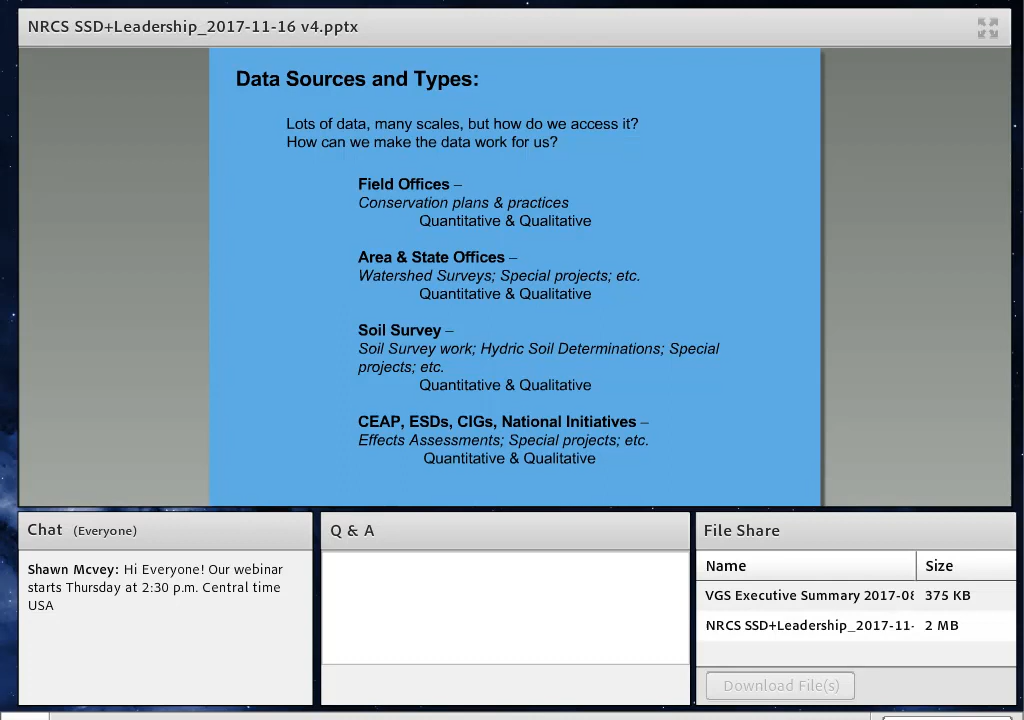 NRCS SSD+Leadership_2017-11-16 v4.pptx
Data Sources and Types:
Lots of data, many scales, but how do we access it?
How can we make the data work for us?
Field Offices –
Conservation plans & practices
Quantitative & Qualitative
Area & State Offices –
Watershed Surveys; Special projects; etc.
Quantitative & Qualitative
Soil Survey –
Soil Survey work; Hydric Soil Determinations; Special
projects; etc.
Quantitative & Qualitative
CEAP, ESDs, CIGs, National Initiatives –
Effects Assessments; Special projects; etc.
Quantitative & Qualitative
Chat (Everyone)
Shawn Mcvey: Hi Everyone! Our webinar
starts Thursday at 2:30 p.m. Central time
USA
Q & A
File Share
Name Size
VGS Executive Summary 2017-08 375 KB
NRCS SSD+Leadership_2017-11- 2 MB
Download File(s)